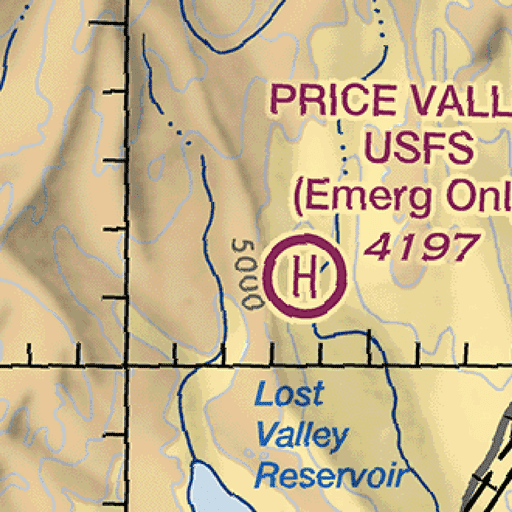 PRICE VALL
USFS
(Emerg Onl
4197
5000
H
Lost
Valley
Reservoir